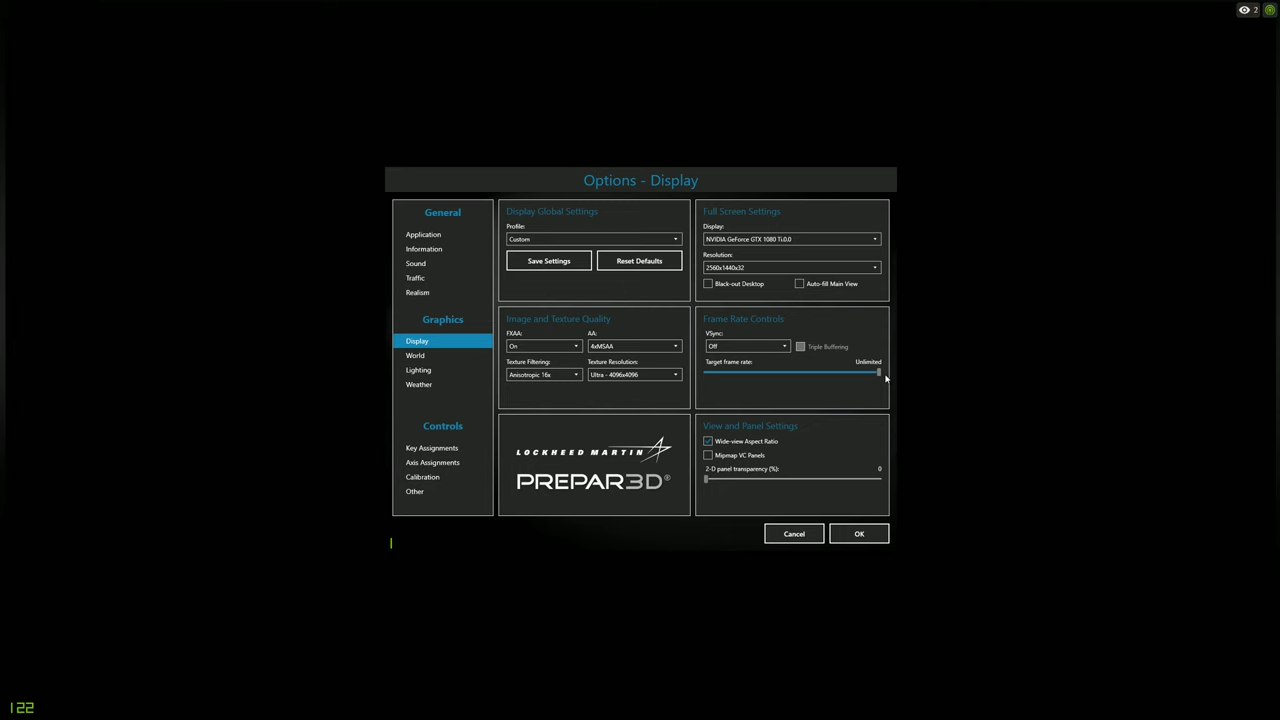 2
Options - Display
General
Application
Information
Sound
Traffic
Realism
Graphics
Display
World
Lighting
Weather
Controls
Key Assignments
Axis Assignments
Calibration
Other
Display Global Settings
Profile:
Custom
Save Settings
Reset Defaults
Full Screen Settings
Display:
NVIDIA GeForce GTX 1080 Ti.0.0
Resolution:
2560x1440x32
Black-out Desktop
Auto-fill Main View
Image and Texture Quality
FXAA:
AA:
On
4xMSAA
Texture Filtering:
Texture Resolution:
Anisotropic 16x
Ultra - 4096x4096
Frame Rate Controls
VSync:
Off
Triple Buffering
Target frame rate:
Unlimited
LOCKHEED MARTIN
PREPAR3D®
View and Panel Settings
Wide-view Aspect Ratio
Mipmap VC Panels
2-D panel transparency (%):
0
Cancel
OK
122